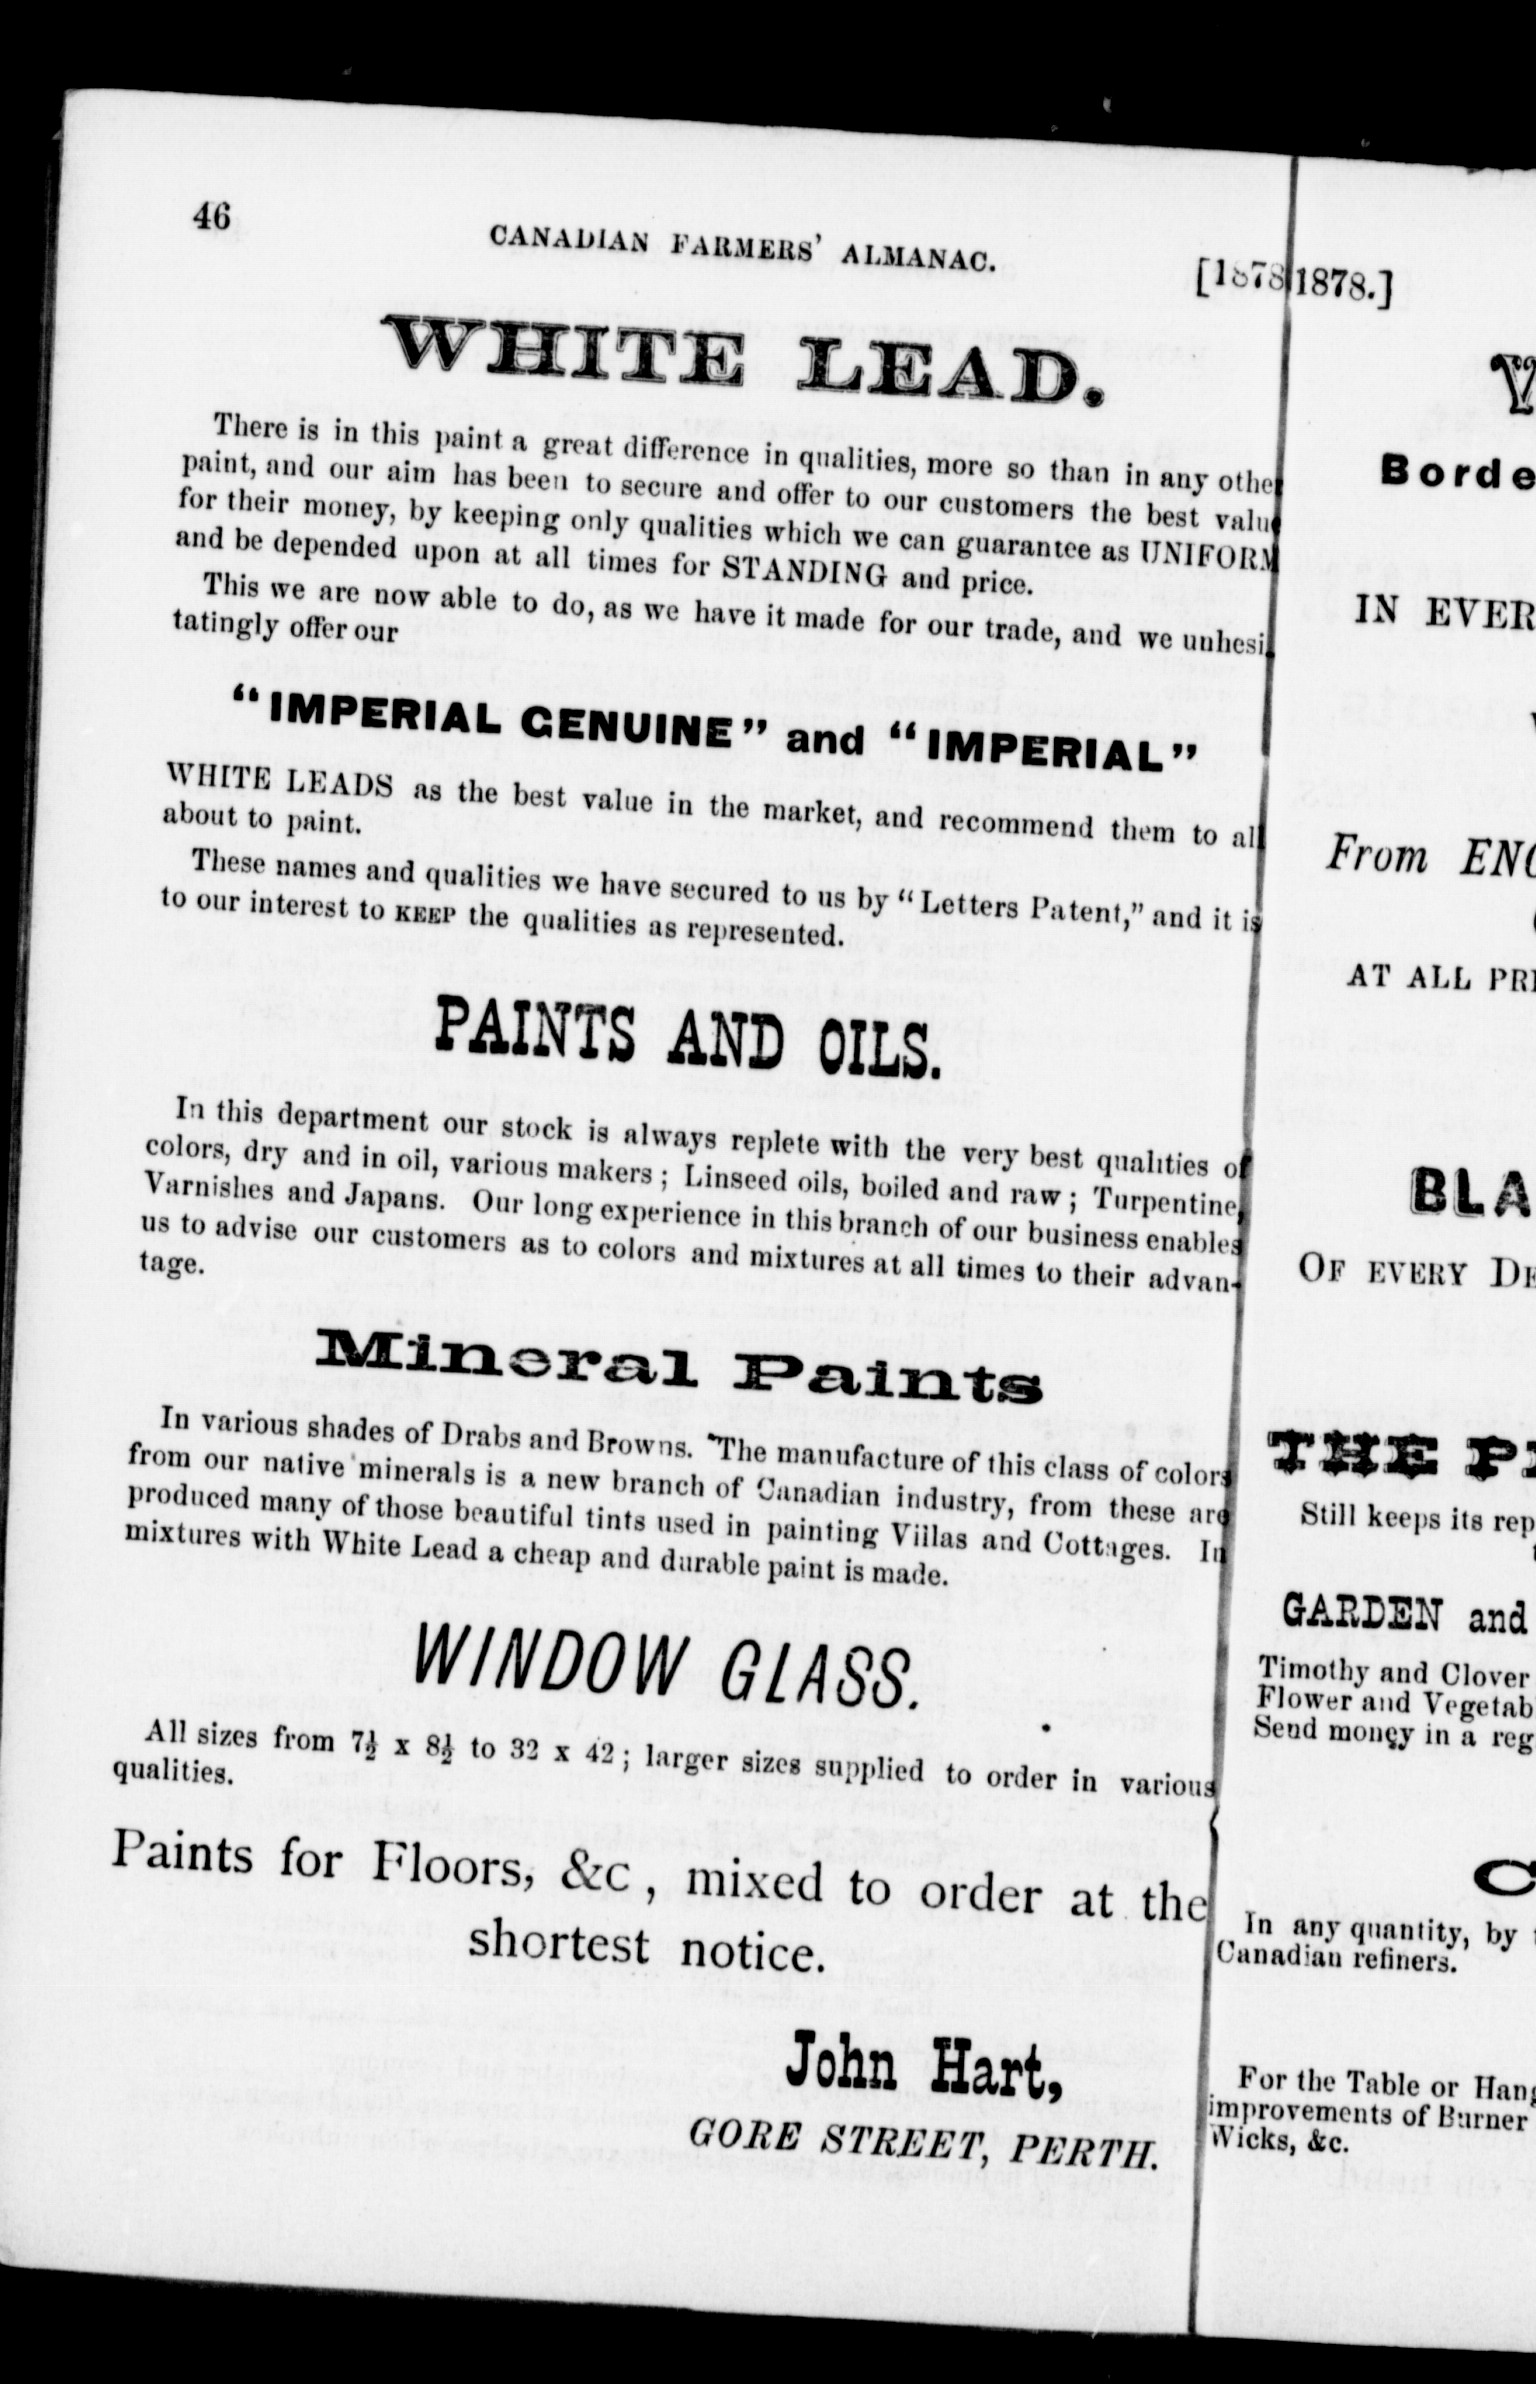 46
CANADIAN FARMERS' ALMANAC.
[1878
WHITE LEAD.
There is in this paint a great difference in qualities, more so than in any other
paint, and our aim has been to secure and offer to our customers the best value
for their money, by keeping only qualities which we can guarantee as UNIFORM
and be depended upon at all times for STANDING and price.
This we are now able to do, as we have it made for our trade, and we unhesi-
tatingly offer our
"IMPERIAL GENUINE" and "IMPERIAL"
WHITE LEADS as the best value in the market, and recommend them to all
about to paint.
These names and qualities we have secured to us by "Letters Patent," and it is
to our interest to KEEP the qualities as represented.
PAINTS AND OILS.
In this department our stock is always replete with the very best qualities of
colors, dry and in oil, various makers; Linseed oils, boiled and raw; Turpentine,
Varnishes and Japans. Our long experience in this branch of our business enables
us to advise our customers as to colors and mixtures at all times to their advan-
tage.
Mineral Paints
In various shades of Drabs and Browns. The manufacture of this class of colors
from our native minerals is a new branch of Canadian industry, from these are
produced many of those beautiful tints used in painting Villas and Cottages. In
mixtures with White Lead a cheap and durable paint is made.
WINDOW GLASS.
All sizes from 7½ x 8½ to 32 x 42; larger sizes supplied to order in various
qualities.
Paints for Floors, &c, mixed to order at the
shortest notice.
John Hart,
GORE STREET, PERTH.
1878.]
Borde
IN EVER
From ENG
AT ALL PRI
BLA
OF EVERY DE
THE P
Still keeps its rep
GARDEN and
Timothy and Clover
Flower and Vegetab
Send money in a reg
C
In any quantity, by
Canadian refiners.
For the Table or Hang
improvements of Burner
Wicks, &c.